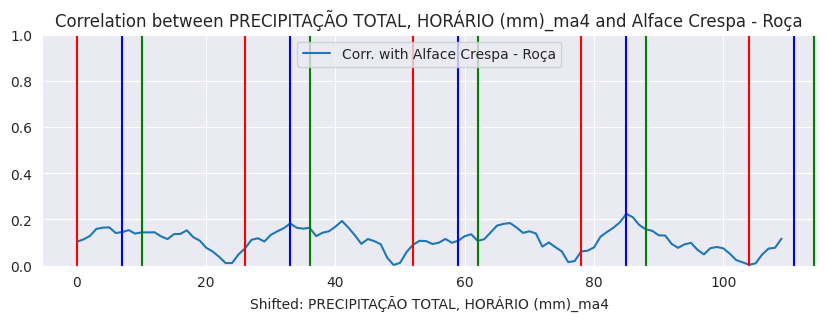 Correlation between PRECIPITAÇÃO TOTAL, HORÁRIO (mm)_ma4 and Alface Crespa - Roça
Corr. with Alface Crespa - Roça
1.0
0.8
0.6
0.4
0.2
0.0
0 20 40 60 80 100
Shifted: PRECIPITAÇÃO TOTAL, HORÁRIO (mm)_ma4